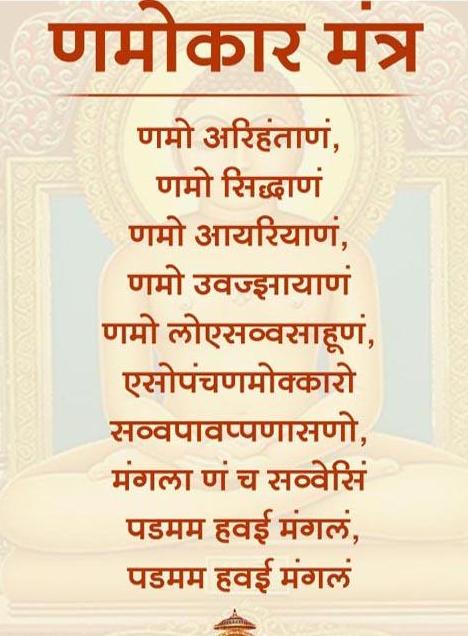 णमोकार मंत्र
णमो अरिहंताणं,
णमो सिद्धाणं
णमो आयरियाणं,
णमो उवज्झायाणं
णमो लोएसव्वसाहूणं,
एसोपंचणमोक्कारो
सव्वपावप्पणासणो,
मंगला णं च सव्वेसिं
पडमम हवई मंगलं,
पडमम हवई मंगलं